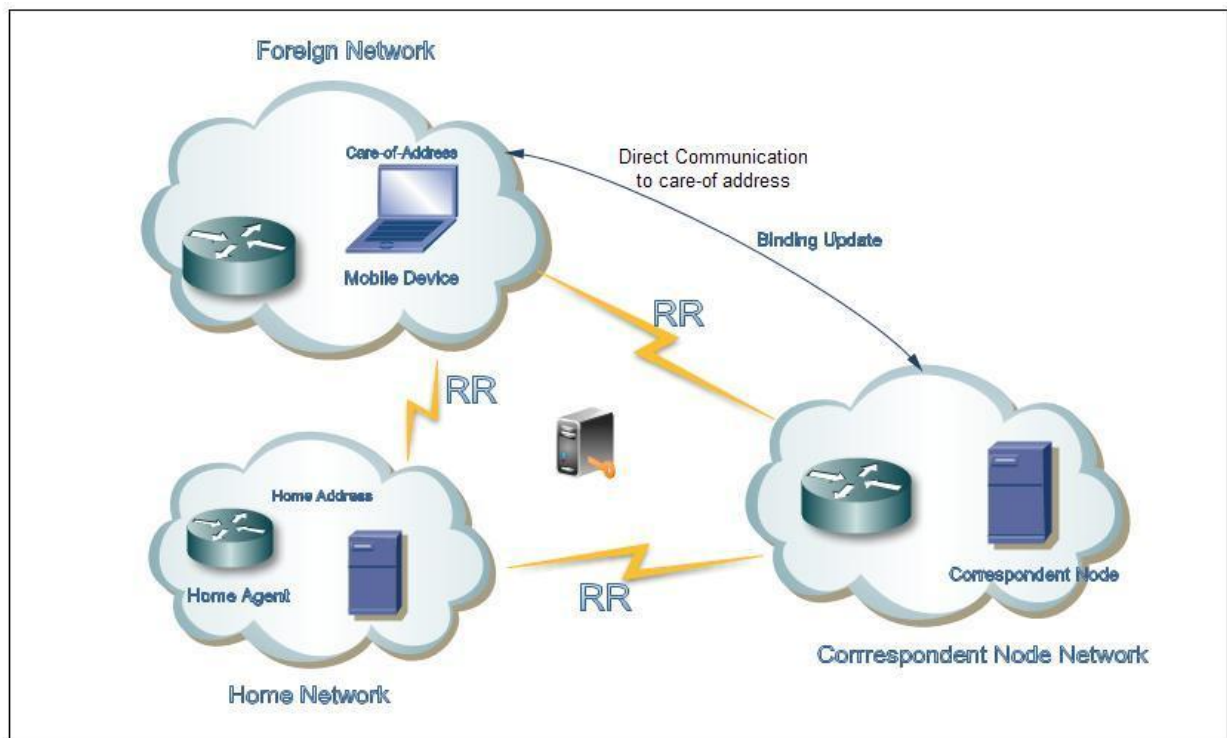 Foreign Network
Care-of-Address
Mobile Device
Direct Communication
to care-of address
Binding Update
RR
RR
Home Address
Home Agent
RR
Correspondent Node
Home Network
Corrrespondent Node Network